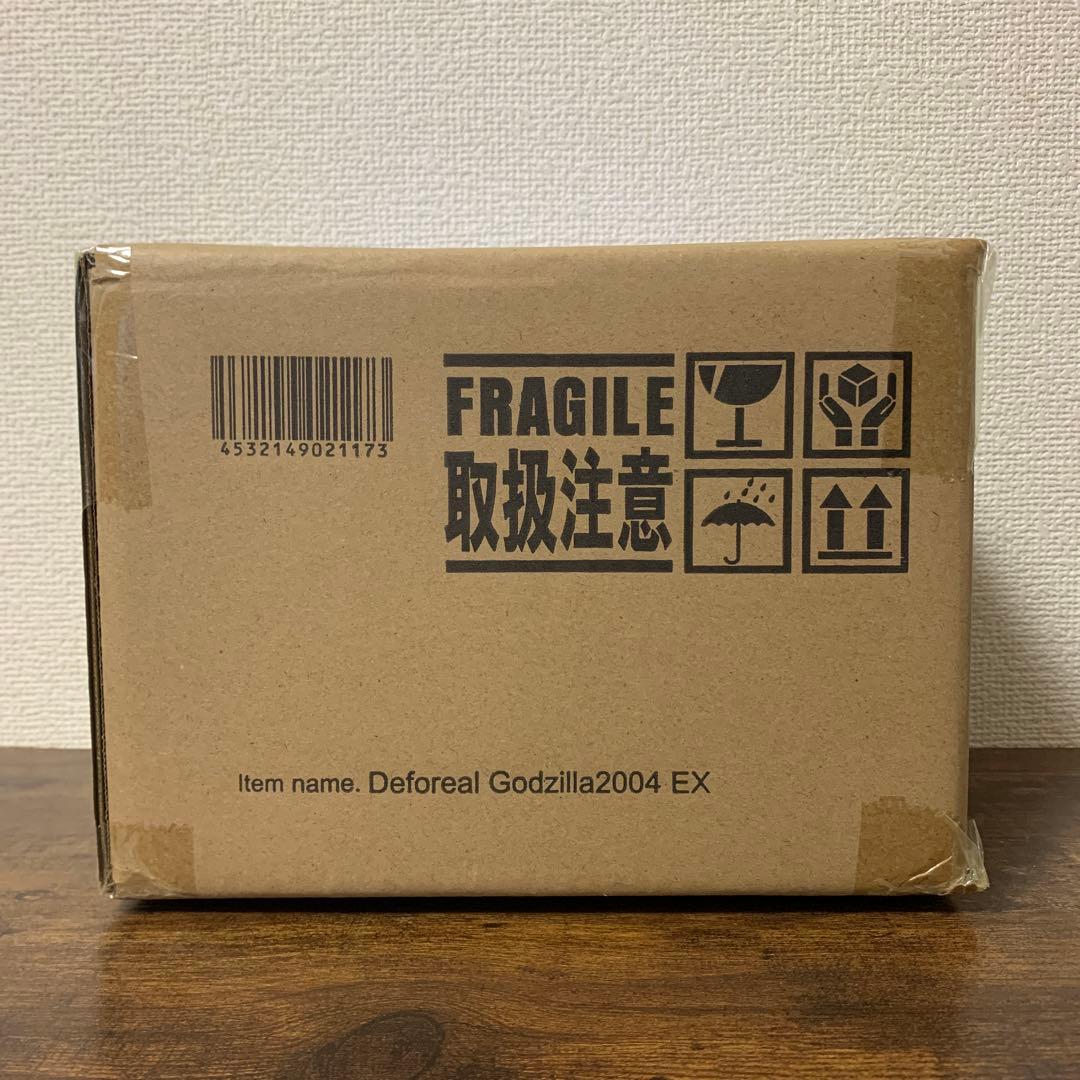 4532149021173
FRAGILE
取扱注意
Item name. Deforeal Godzilla2004 EX